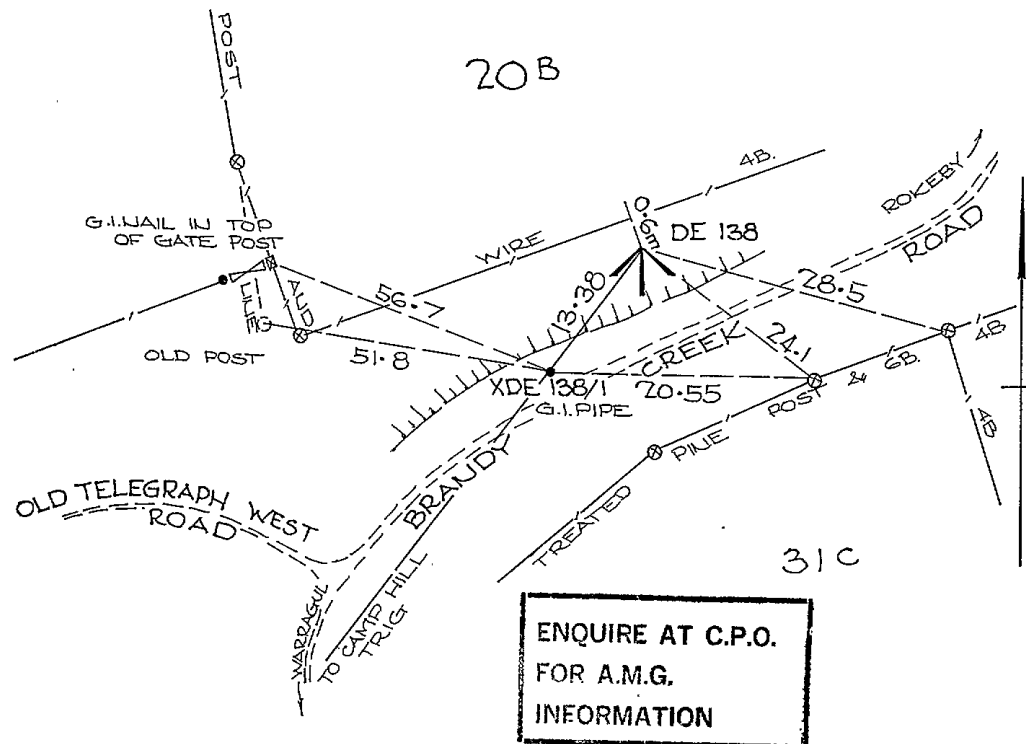 POST
20B
4B.
ROKEBY
G.I.NAIL IN TOP
OF GATE POST
0.6m.
DE 138
ROAD
WIRE
AND
LINE
56.7
13.38
28.5
OLD POST
51.8
CREEK
24.1
4B
XDE 138/1
G.I.PIPE
20.55
POST & 6B.
4B
PINE
BRANDY
OLD TELEGRAPH WEST
ROAD
TREATED
31C
WARRAGUL
TO CAMP HILL
TRIG
ENQUIRE AT C.P.O.
FOR A.M.G.
INFORMATION